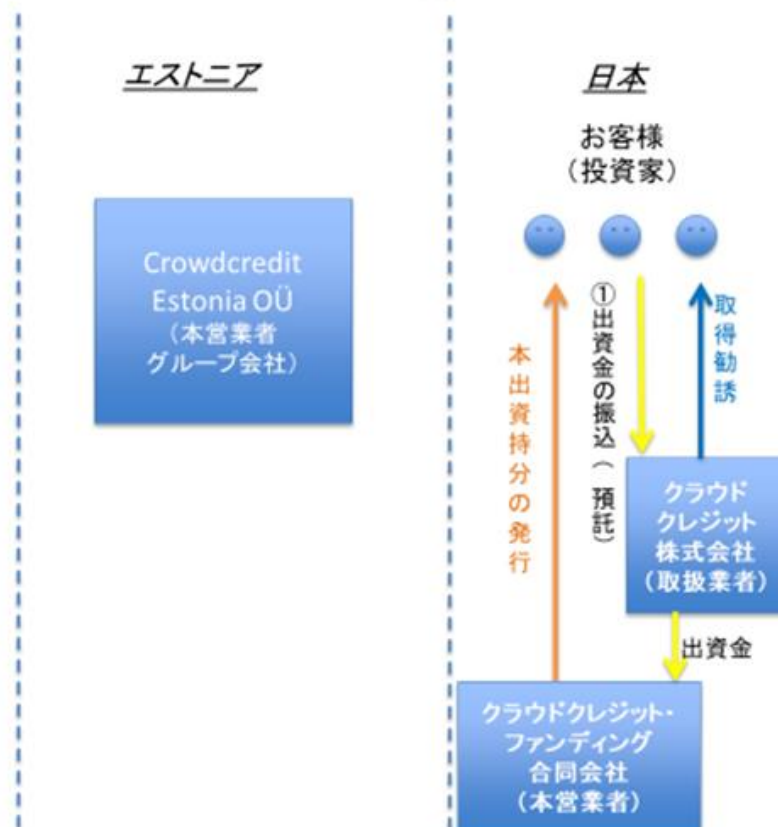 エストニア
Crowdcredit
Estonia OÜ
（本営業者
グループ会社）
日本
お客様
（投資家）
本出資持分の発行
①出資金の振込（預託）
取得勧誘
クラウド
クレジット
株式会社
（取扱業者）
出資金
クラウドクレジット・
ファンディング
合同会社
（本営業者）